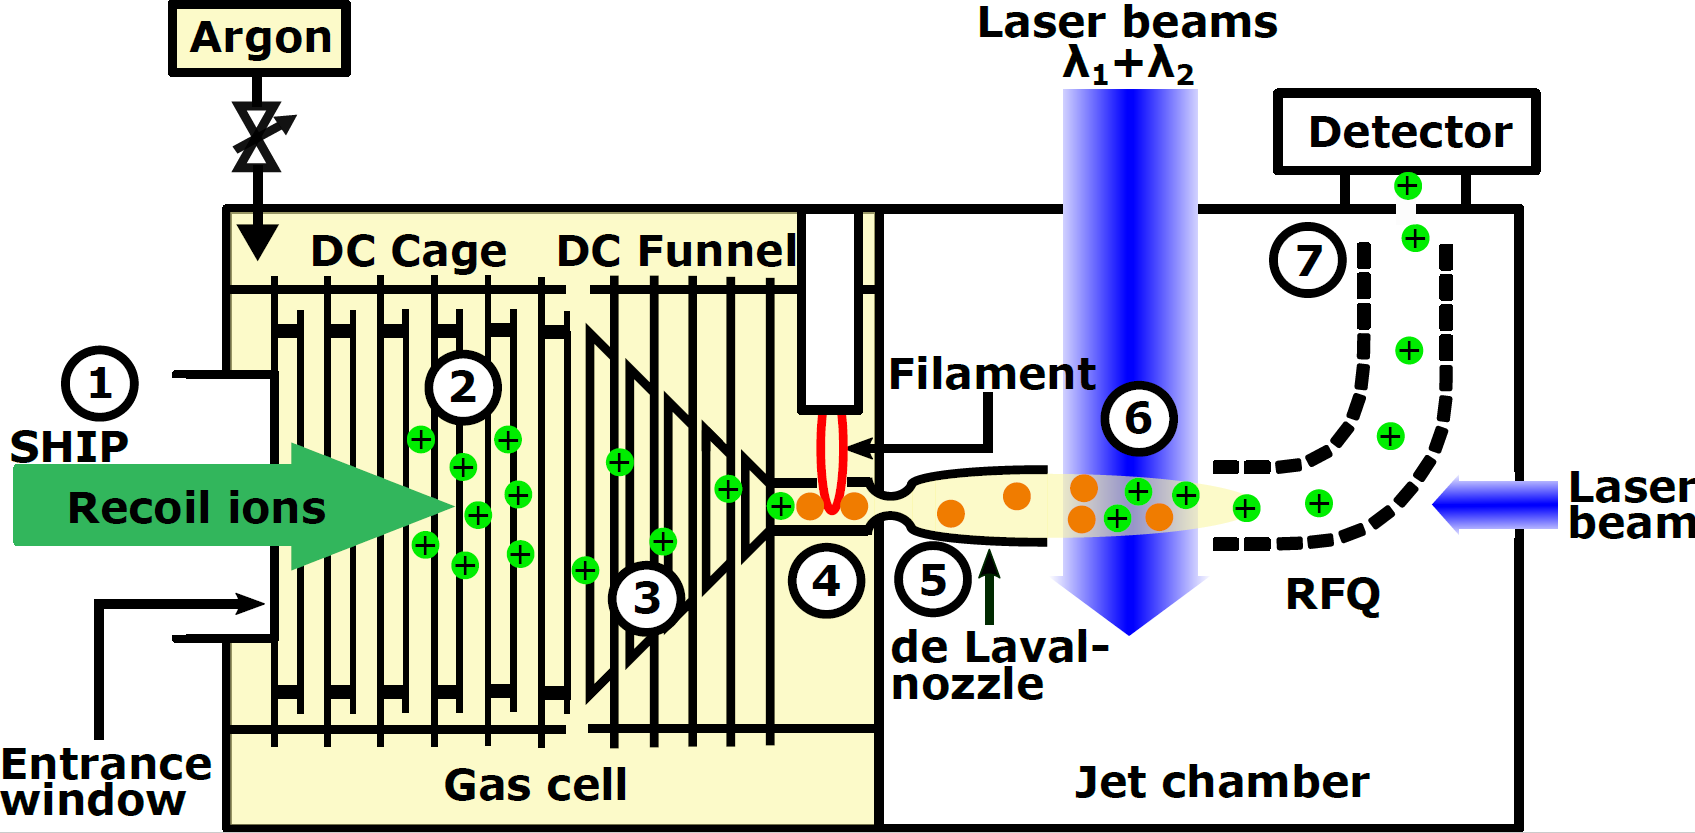 Argon
Laser beams
λ1+λ2
Detector
DC Cage
DC Funnel
7
1
2
Filament
6
SHIP
Recoil ions
Laser
beam
+
3
4
5
RFQ
de Laval-
nozzle
Entrance
window
Gas cell
Jet chamber